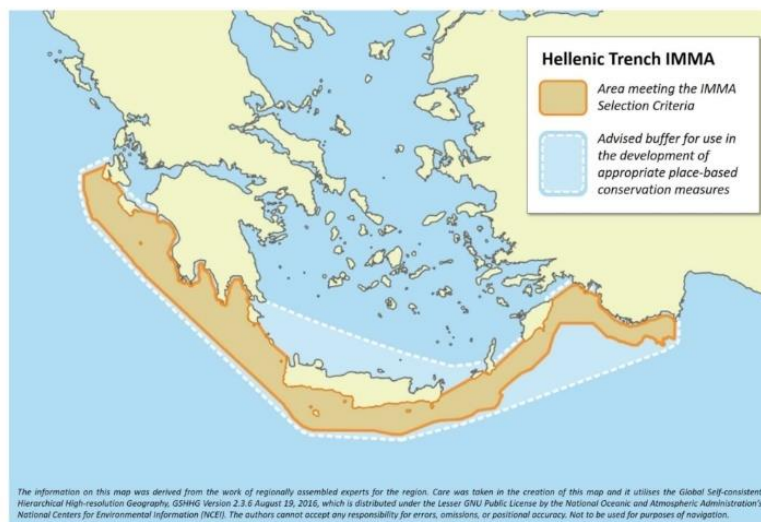 Hellenic Trench IMMA
Area meeting the IMMA
Selection Criteria
Advised buffer for use in
the development of
appropriate place-based
conservation measures
The information on this map was derived from the work of regionally assembled experts for the region. Care was taken in the creation of this map and it utilises the Global Self-consistent
Hierarchical High-resolution Geography, GSHHG Version 2.3.6 August 19, 2016, which is distributed under the Lesser GNU Public License by the National Oceanic and Atmospheric Administration's
National Centers for Environmental Information (NCEI). The authors cannot accept any responsibility for errors, omissions, or positional accuracy. Not to be used for purposes of navigation.